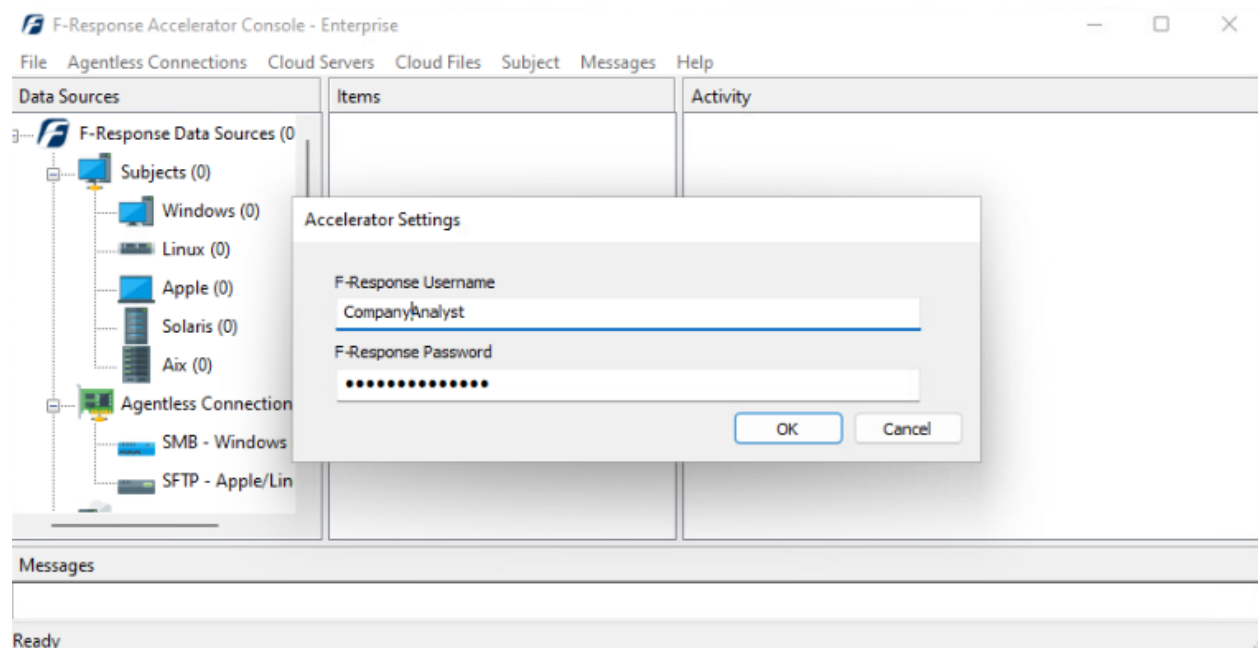 F-Response Accelerator Console - Enterprise
File Agentless Connections Cloud Servers Cloud Files Subject Messages Help
Data Sources
Items
Activity
F-Response Data Sources (0
Subjects (0)
Windows (0)
Linux (0)
Apple (0)
Solaris (0)
Aix (0)
Agentless Connection
SMB - Windows
SFTP - Apple/Lin
Accelerator Settings
F-Response Username
CompanyAnalyst
F-Response Password
••••••••••••••
OK Cancel
Messages
Ready